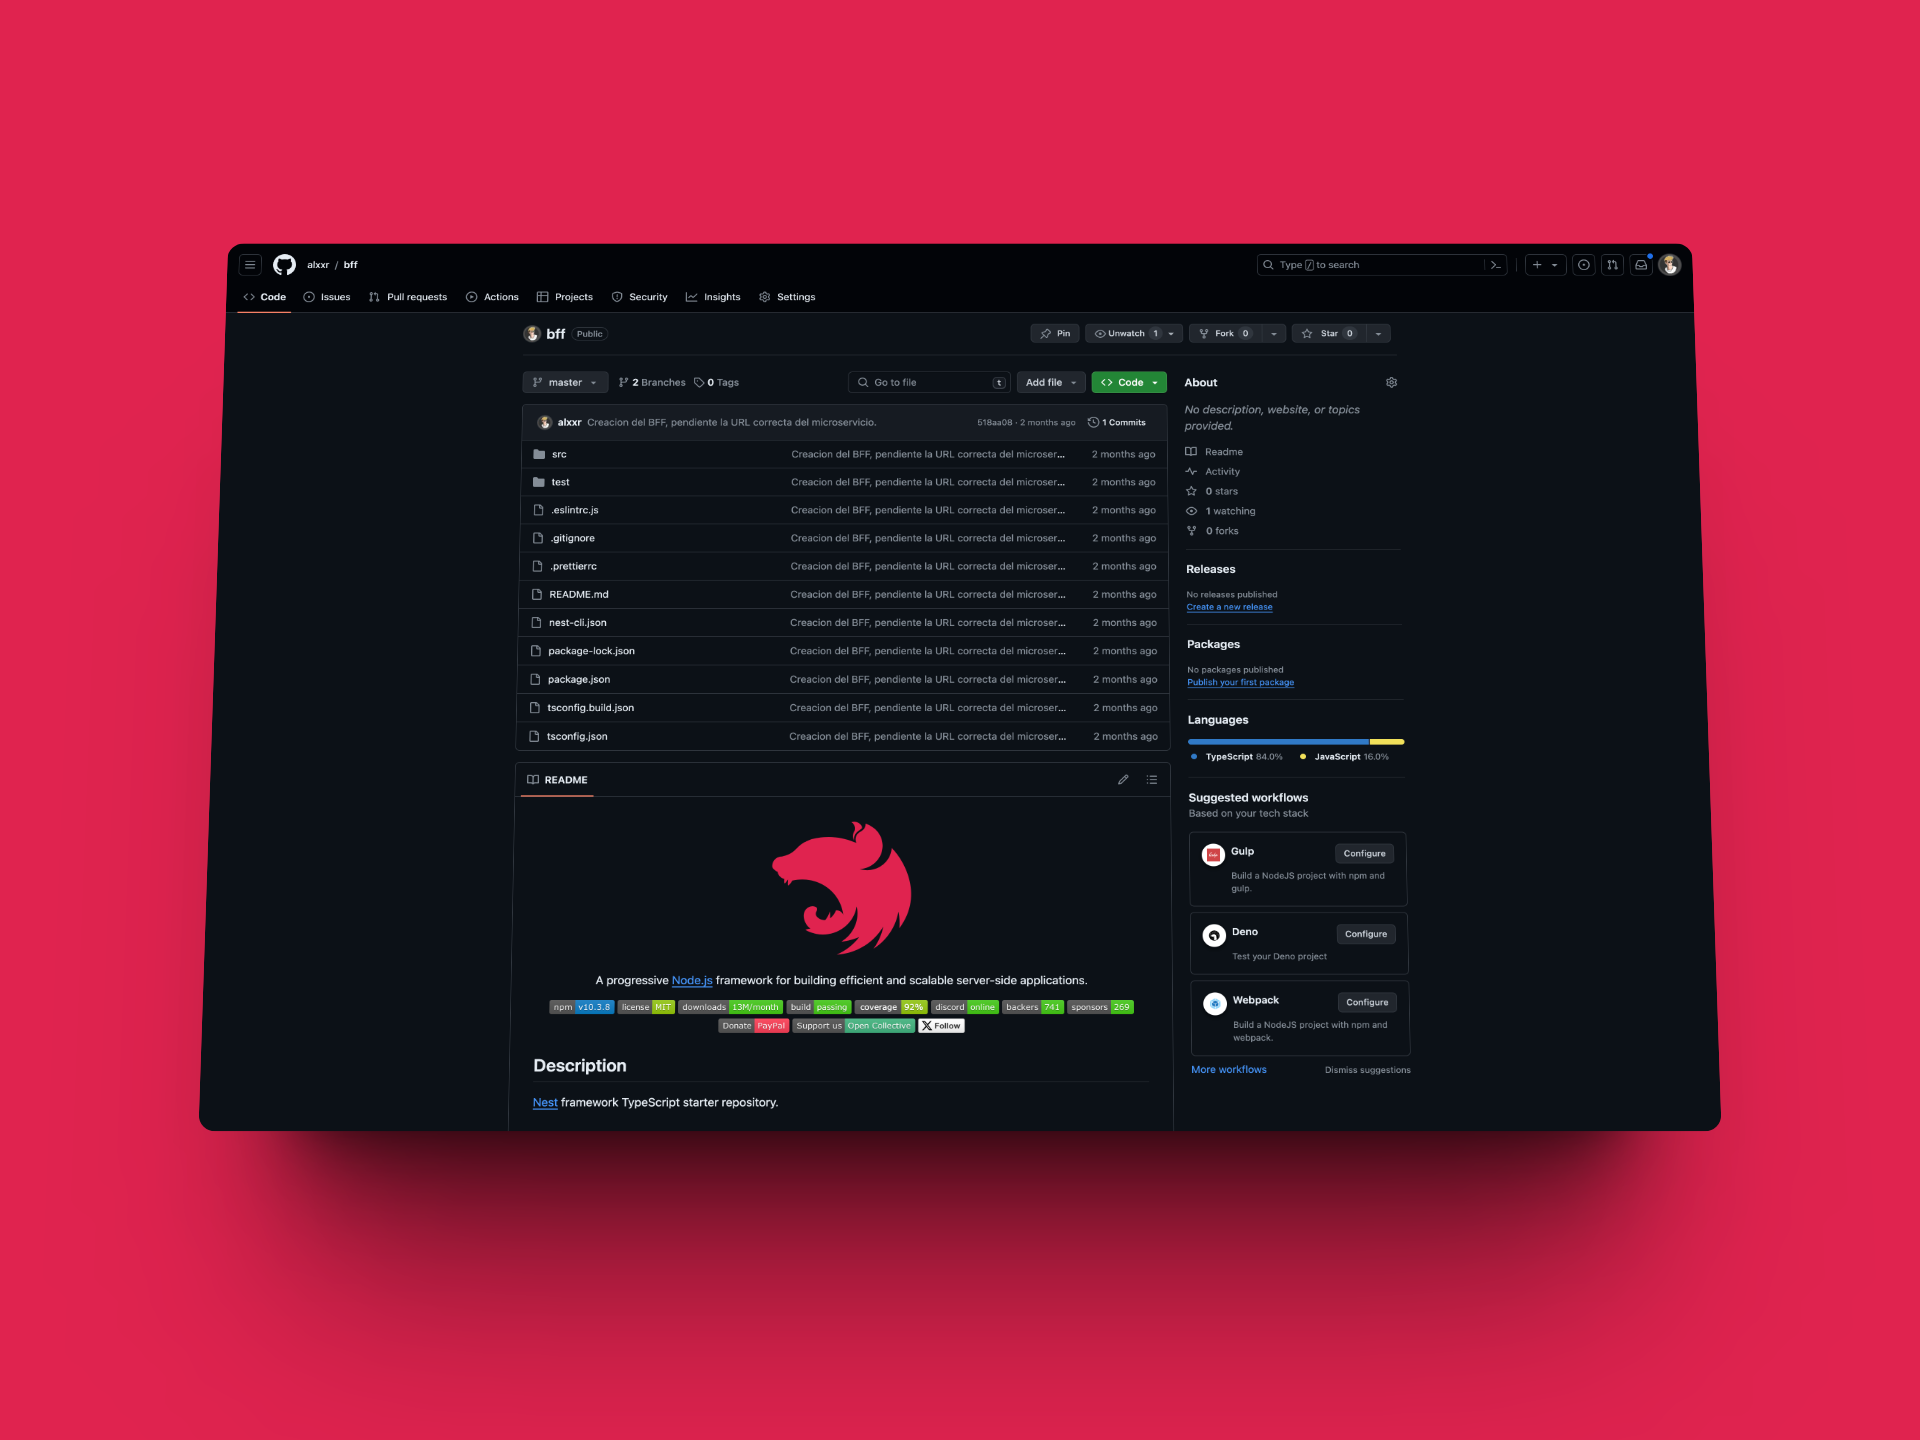 alxxr / bff
Type / to search
Code Issues Pull requests Actions Projects Security Insights Settings
bff Public
Pin Unwatch 1 Fork 0 Star 0
master 2 Branches 0 Tags Go to file t Add file Code
alxxr Creacion del BFF, pendiente la URL correcta del microservicio. 518aa08 · 2 months ago 1 Commits
src Creacion del BFF, pendiente la URL correcta del microser... 2 months ago
test Creacion del BFF, pendiente la URL correcta del microser... 2 months ago
.eslintrc.js Creacion del BFF, pendiente la URL correcta del microser... 2 months ago
.gitignore Creacion del BFF, pendiente la URL correcta del microser... 2 months ago
.prettierrc Creacion del BFF, pendiente la URL correcta del microser... 2 months ago
README.md Creacion del BFF, pendiente la URL correcta del microser... 2 months ago
nest-cli.json Creacion del BFF, pendiente la URL correcta del microser... 2 months ago
package-lock.json Creacion del BFF, pendiente la URL correcta del microser... 2 months ago
package.json Creacion del BFF, pendiente la URL correcta del microser... 2 months ago
tsconfig.build.json Creacion del BFF, pendiente la URL correcta del microser... 2 months ago
tsconfig.json Creacion del BFF, pendiente la URL correcta del microser... 2 months ago
README
A progressive Node.js framework for building efficient and scalable server-side applications.
npm v10.3.8 license MIT downloads 13M/month build passing coverage 92% discord online backers 741 sponsors 269
Donate PayPal Support us Open Collective X Follow
Description
Nest framework TypeScript starter repository.
About
No description, website, or topics
provided.
Readme
Activity
0 stars
1 watching
0 forks
Releases
No releases published
Create a new release
Packages
No packages published
Publish your first package
Languages
TypeScript 84.0% JavaScript 16.0%
Suggested workflows
Based on your tech stack
Gulp Configure
Build a NodeJS project with npm and
gulp.
Deno Configure
Test your Deno project
Webpack Configure
Build a NodeJS project with npm and
webpack.
More workflows Dismiss suggestions